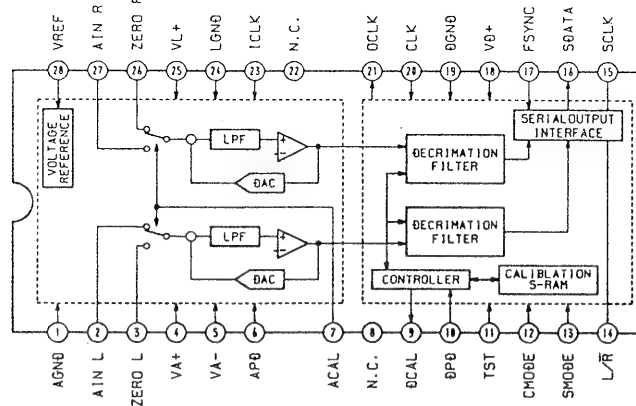 VREF
AIN R
ZERO R
VL+
LGND
ICLK
N.C.
OCLK
CLK
DGND
VD+
FSYNC
SDATA
SCLK
28
27
26
25
24
23
22
21
20
19
18
17
16
15
VOLTAGE
REFERENCE
LPF
+
-
DAC
LPF
+
-
DAC
DECRIMATION
FILTER
SERIAL OUTPUT
INTERFACE
DECRIMATION
FILTER
CONTROLLER
CALIBLATION
S-RAM
1
2
3
4
5
6
7
8
9
10
11
12
13
14
AGND
AIN L
ZERO L
VA+
VA-
APD
ACAL
N.C.
DCAL
DPD
TST
CMODE
SMODE
L/R